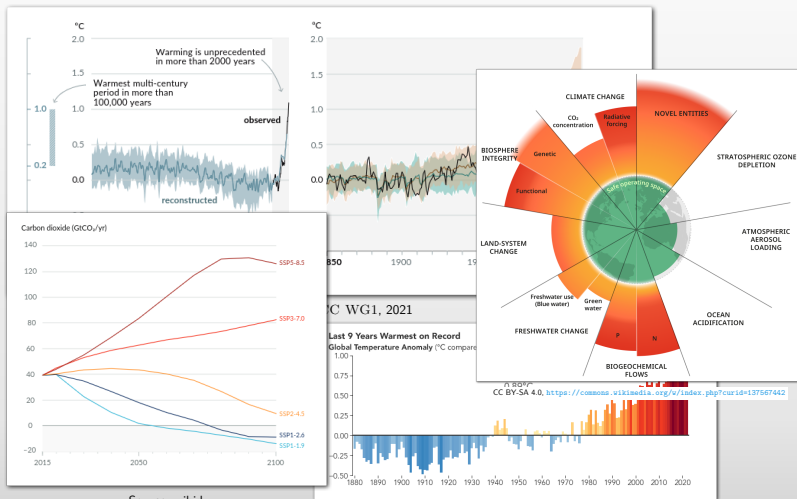 °C
2.0
1.5
1.0
0.5
0.0
1.0
0.2
Warming is unprecedented
in more than 2000 years
Warmest multi-century
period in more than
100,000 years
observed
reconstructed
°C
2.0
1.5
1.0
0.5
0.0
850
1900
CC WG1, 2021
CLIMATE CHANGE
CO₂
concentration
Radiative
forcing
NOVEL ENTITIES
BIOSPHERE
INTEGRITY
Genetic
Functional
Safe operating space
STRATOSPHERIC OZONE
DEPLETION
ATMOSPHERIC
AEROSOL
LOADING
LAND-SYSTEM
CHANGE
Freshwater use
(Blue water)
Green
water
FRESHWATER CHANGE
P
N
BIOGEOCHEMICAL
FLOWS
OCEAN
ACIDIFICATION
CC BY-SA 4.0, https://commons.wikimedia.org/w/index.php?curid=137567442
Carbon dioxide (GtCO₂/yr)
140
120
100
80
60
40
20
0
−20
2015
2050
2100
SSP5-8.5
SSP3-7.0
SSP2-4.5
SSP1-2.6
SSP1-1.9
Last 9 Years Warmest on Record
Global Temperature Anomaly (°C compare
1.00
0.75
0.50
0.25
0.00
-0.25
-0.50
1880 1890 1900 1910 1920 1930 1940 1950 1960 1970 1980 1990 2000 2010 2020